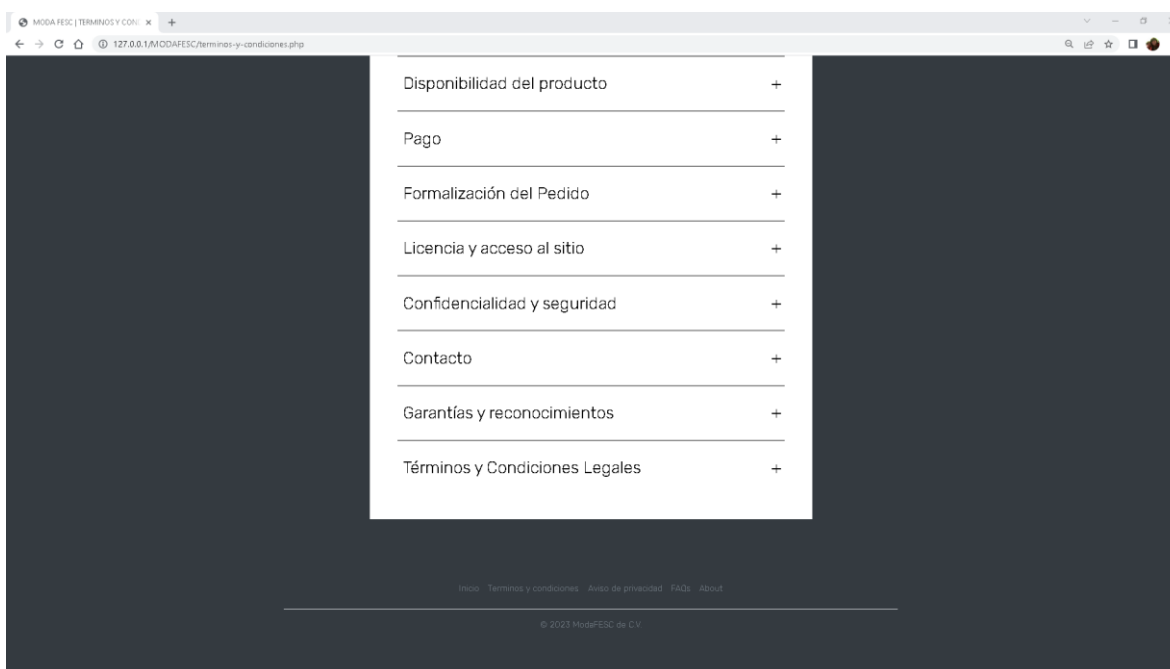 MODA FESC | TERMINOS Y CON
127.0.0.1/MODAFESC/terminos-y-condiciones.php
Disponibilidad del producto +
Pago +
Formalización del Pedido +
Licencia y acceso al sitio +
Confidencialidad y seguridad +
Contacto +
Garantías y reconocimientos +
Términos y Condiciones Legales +
Inicio Terminos y condiciones Aviso de privacidad FAQs About
© 2023 ModaFESC de C.V